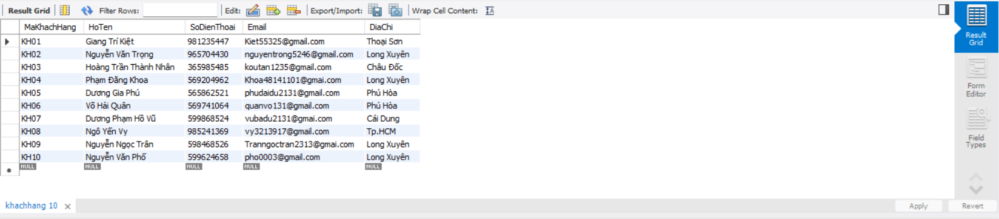 Result Grid Filter Rows: Edit: Export/Import: Wrap Cell Content:
MaKhachHang HoTen SoDienThoai Email DiaChi
KH01 Giang Trí Kiệt 981235447 Kiet55325@gmail.com Thoại Sơn
KH02 Nguyễn Văn Trọng 965704430 nguyentrong5246@gmail.com Long Xuyên
KH03 Hoàng Trần Thành Nhân 365985485 koutan1235@gmail.com Châu Đốc
KH04 Phạm Đăng Khoa 569204962 Khoa48141101@gmai.com Long Xuyên
KH05 Dương Gia Phú 565862521 phudaidu2131@gmail.com Phú Hòa
KH06 Võ Hải Quân 569741064 quanvo131@gmail.com Phú Hòa
KH07 Dương Phạm Hồ Vũ 599868524 vubadu2131@gmai.com Cái Dung
KH08 Ngô Yến Vy 985241369 vy3213917@gmail.com Tp.HCM
KH09 Nguyễn Ngọc Trân 598468526 Tranngoctran2313@gmai.com Long Xuyên
KH10 Nguyễn Văn Phố 599624658 pho0003@gmail.com Long Xuyên
NULL NULL NULL NULL NULL
Result
Grid
Form
Editor
Field
Types
khachhang 10
Apply Revert